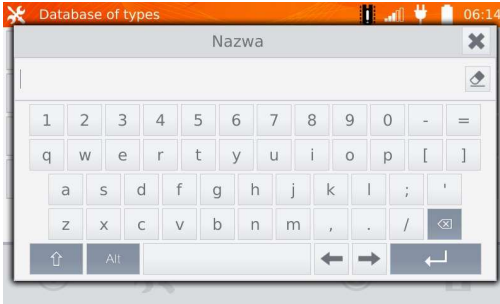 Database of types 06:14
Nazwa
1 2 3 4 5 6 7 8 9 0 - =
q w e r t y u i o p [ ]
a s d f g h j k l ; '
z x c v b n m , . /
Alt